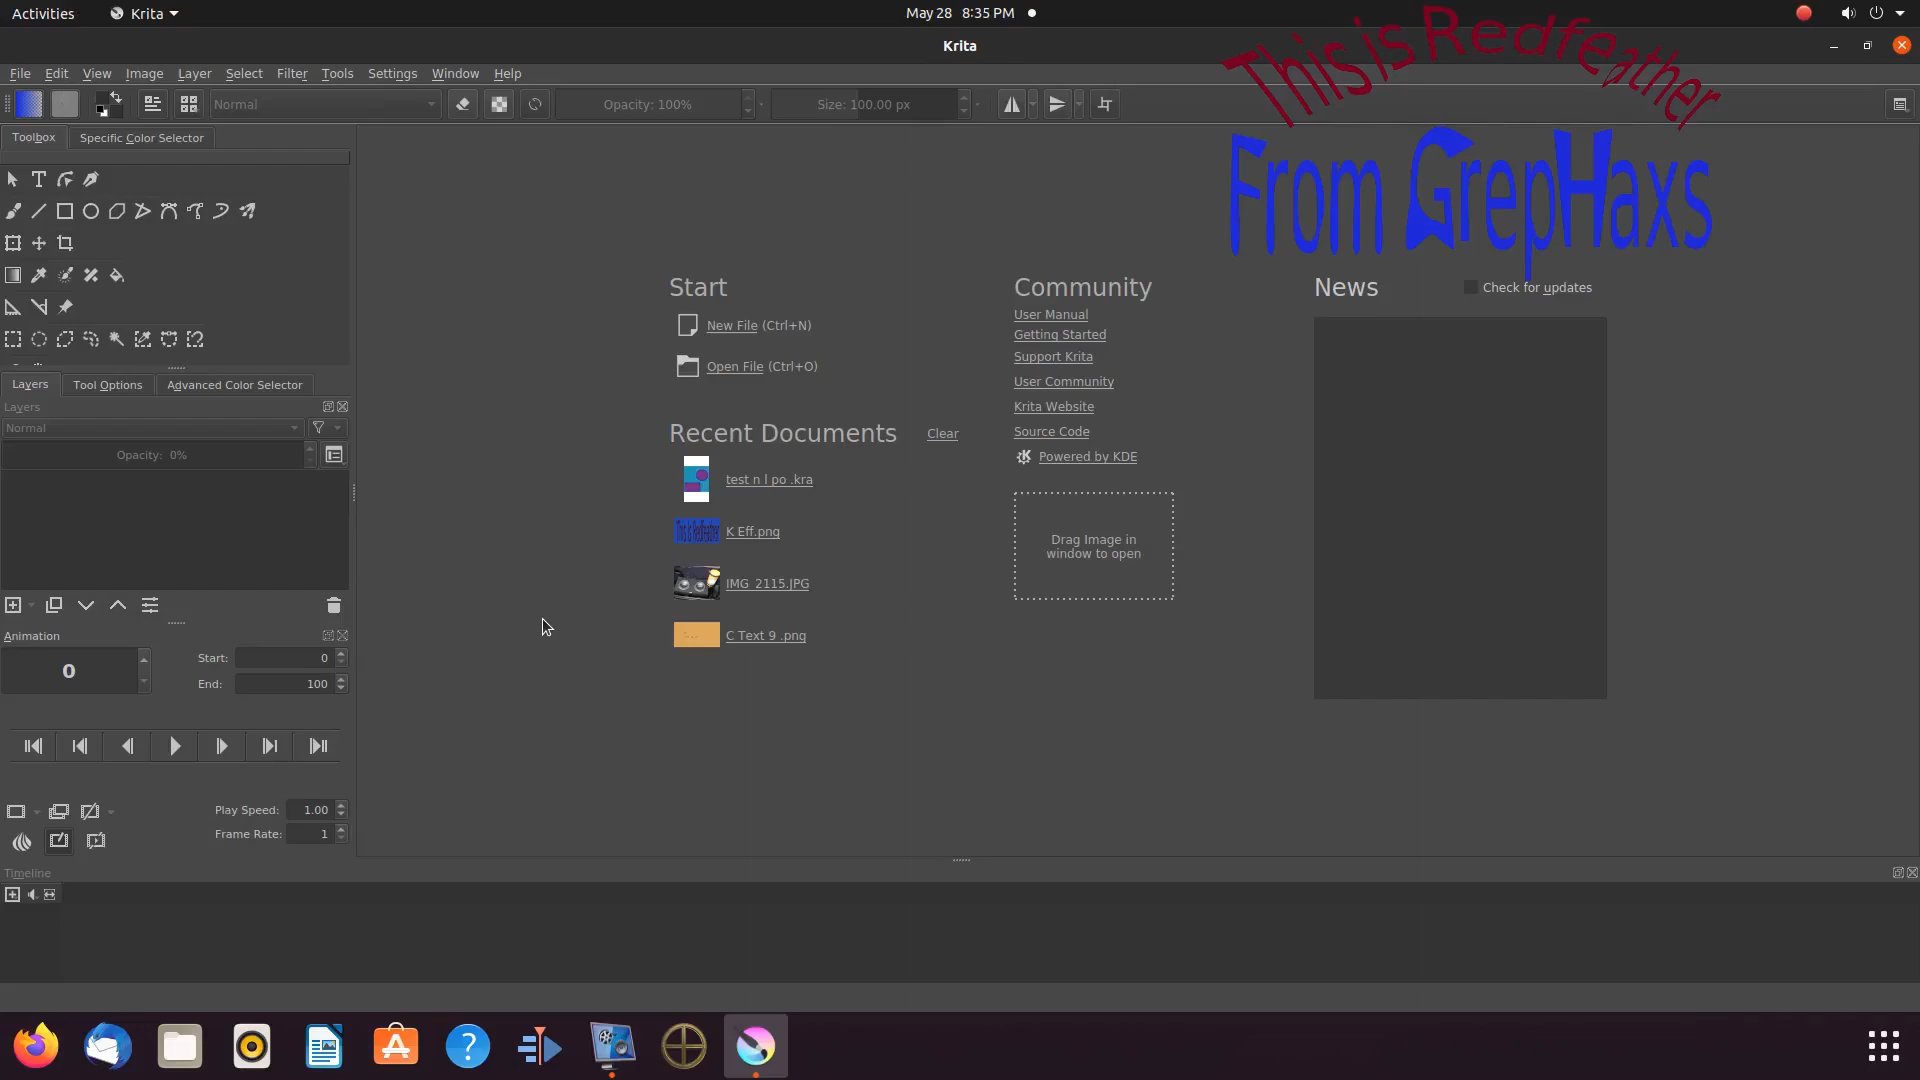 Activities Krita May 28 8:35 PM
Krita
This is Redfeather
File Edit View Image Layer Select Filter Tools Settings Window Help
Normal Opacity: 100% Size: 100.00 px
Toolbox Specific Color Selector
From GrepHaxs
Start
New File (Ctrl+N)
Open File (Ctrl+O)
Recent Documents Clear
test n l po .kra
K Eff.png
IMG_2115.JPG
C Text 9 .png
Community
User Manual
Getting Started
Support Krita
User Community
Krita Website
Source Code
Powered by KDE
Drag Image in
window to open
News Check for updates
Layers Tool Options Advanced Color Selector
Layers
Normal
Opacity: 0%
Animation
0 Start: 0
End: 100
Play Speed: 1.00
Frame Rate: 1
Timeline